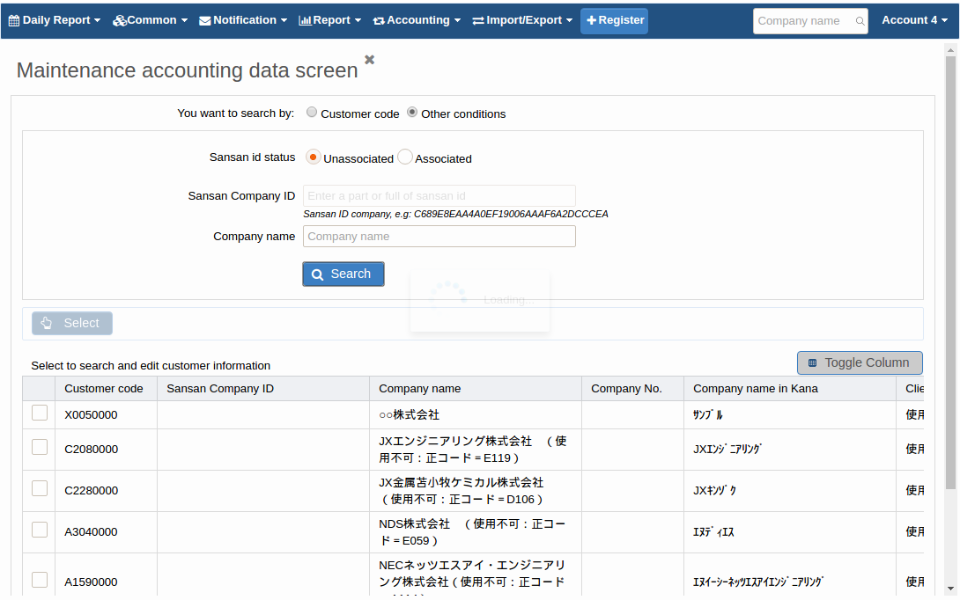 Daily Report Common Notification Report Accounting Import/Export Register Company name Account 4
Maintenance accounting data screen
You want to search by: Customer code Other conditions
Sansan id status Unassociated Associated
Sansan Company ID Enter a part or full of sansan id
Sansan ID company, e.g: C689E8EAA4A0EF19006AAAF6A2DCCCEA
Company name Company name
Search
Loading
Select
Select to search and edit customer information
Toggle Column
Customer code Sansan Company ID Company name Company No. Company name in Kana Clie
X0050000 ○○株式会社 ｻﾝﾌﾟﾙ 使用
C2080000 JXエンジニアリング株式会社 （使用不可：正コード＝E119） JXｴﾝｼﾞﾆｱﾘﾝｸﾞ 使用
C2280000 JX金属苫小牧ケミカル株式会社 （使用不可：正コード＝D106） JXｷﾝｿﾞｸ 使用
A3040000 NDS株式会社 （使用不可：正コード＝E059） ｴﾇﾃﾞｨｴｽ 使用
A1590000 NECネッツエスアイ・エンジニアリング株式会社（使用不可：正コード ｴﾇｲｰｼｰﾈｯﾂｴｽｱｲｴﾝｼﾞﾆｱﾘﾝｸﾞ 使用